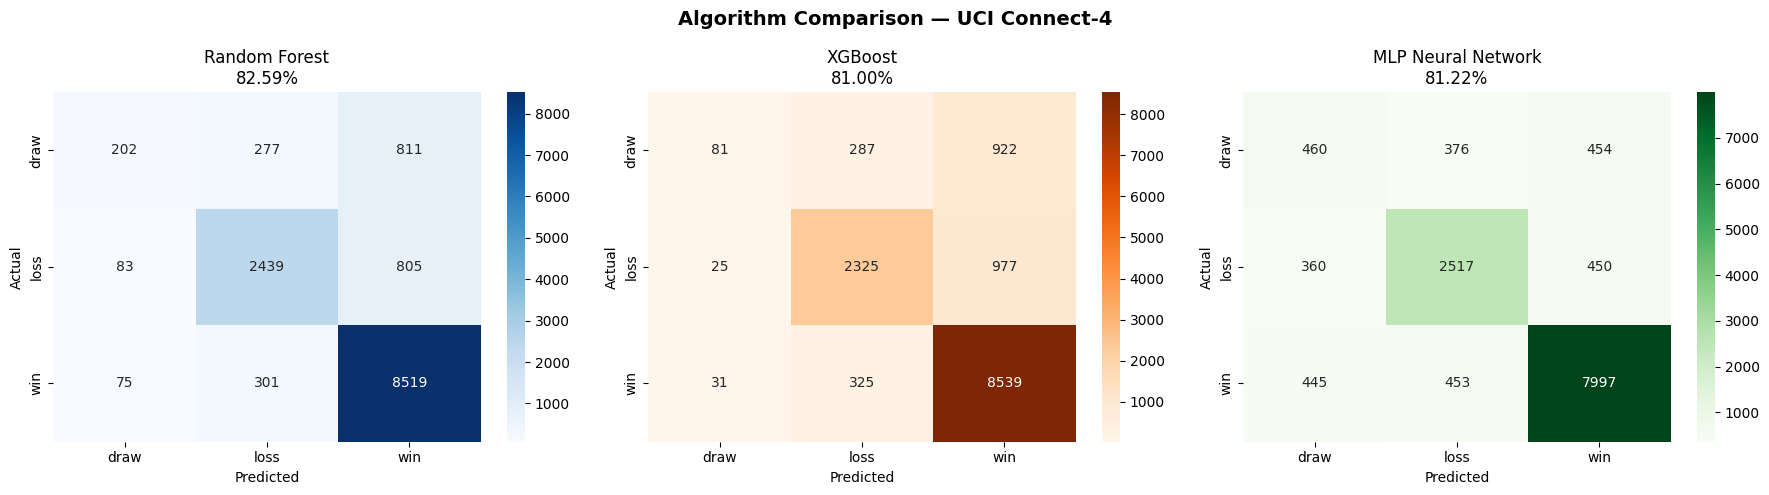 Algorithm Comparison — UCI Connect-4
Random Forest
82.59%
draw
loss
win
Actual
202 277 811
83 2439 805
75 301 8519
draw loss win
Predicted
8000
7000
6000
5000
4000
3000
2000
1000
XGBoost
81.00%
draw
loss
win
Actual
81 287 922
25 2325 977
31 325 8539
draw loss win
Predicted
8000
7000
6000
5000
4000
3000
2000
1000
MLP Neural Network
81.22%
draw
loss
win
Actual
460 376 454
360 2517 450
445 453 7997
draw loss win
Predicted
7000
6000
5000
4000
3000
2000
1000